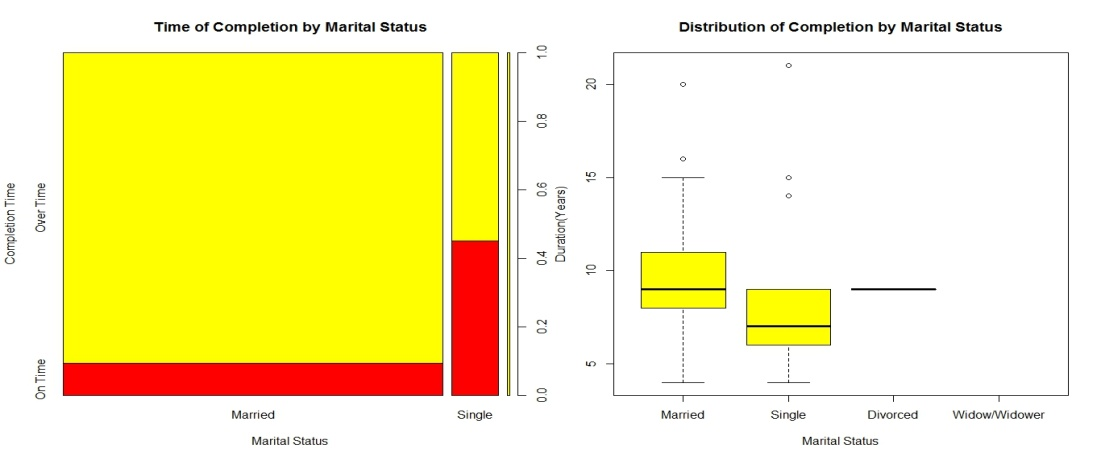 Time of Completion by Marital Status
Completion Time
Over Time
On Time
1.0
0.8
0.6
0.4
0.2
0.0
Married
Single
Marital Status
Distribution of Completion by Marital Status
Duration(Years)
20
15
10
5
Married
Single
Divorced
Widow/Widower
Marital Status